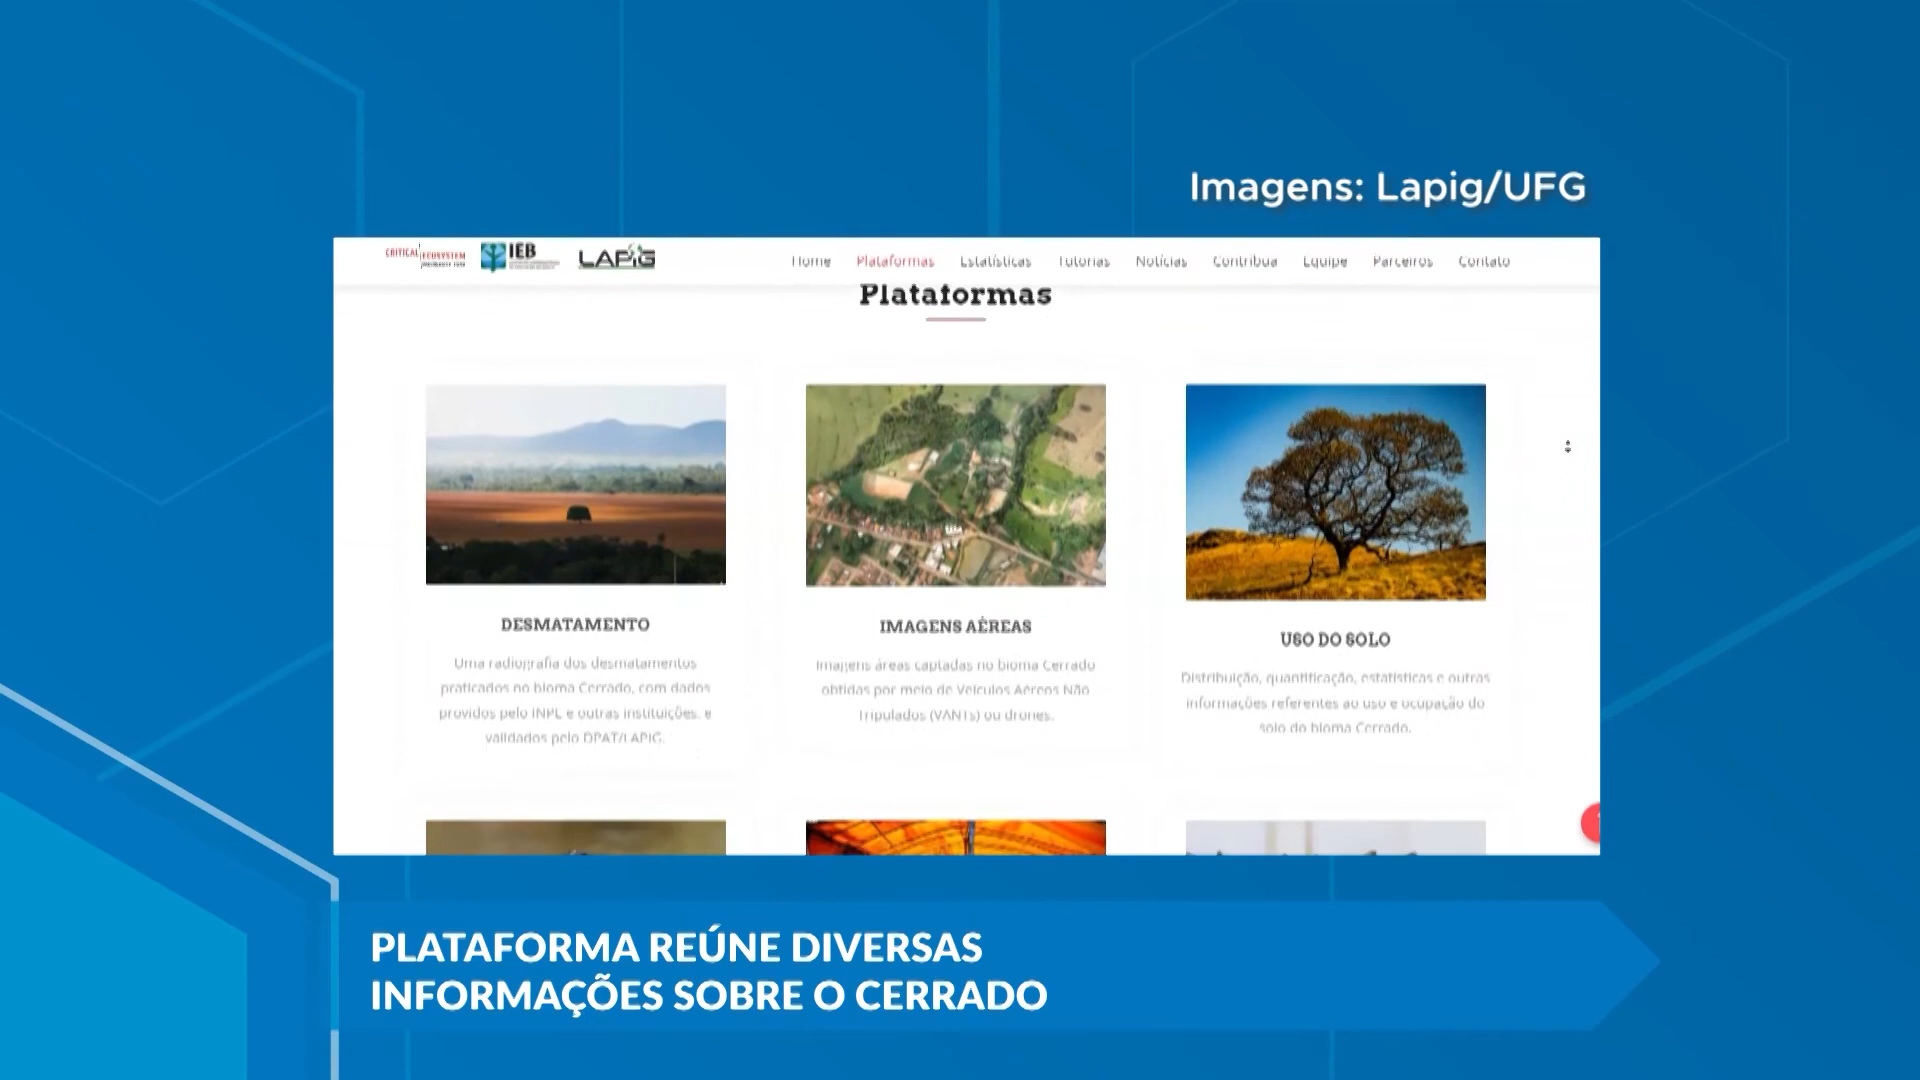 Imagens: Lapig/UFG
CRITICAL ECOSYSTEM
IEB
LAPIG
Home Plataformas Estatísticas Tutorias Notícias Contribua Equipe Parceiros Contato
Plataformas
DESMATAMENTO
Uma radiografia dos desmatamentos
praticados no bioma Cerrado, com dados
providos pelo INPE e outras instituições, e
validados pelo DPAT/LAPIG.
IMAGENS AÉREAS
Imagens áreas captadas no bioma Cerrado
obtidas por meio de Veículos Aéreos Não
Tripulados (VANTs) ou drones.
USO DO SOLO
Distribuição, quantificação, estatísticas e outras
informações referentes ao uso e ocupação do
solo do bioma Cerrado.
PLATAFORMA REÚNE DIVERSAS
INFORMAÇÕES SOBRE O CERRADO